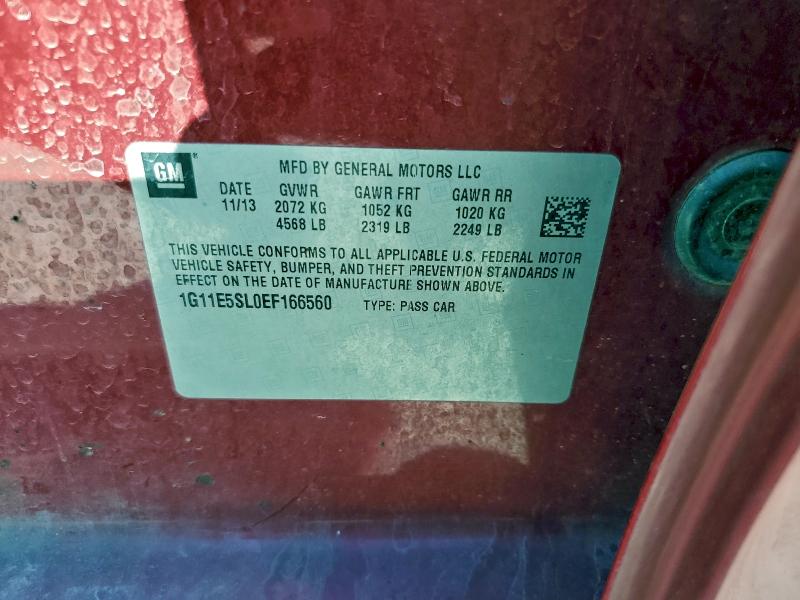 GM
MFD BY GENERAL MOTORS LLC
DATE GVWR GAWR FRT GAWR RR
11/13 2072 KG 1052 KG 1020 KG
4568 LB 2319 LB 2249 LB
THIS VEHICLE CONFORMS TO ALL APPLICABLE U.S. FEDERAL MOTOR
VEHICLE SAFETY, BUMPER, AND THEFT PREVENTION STANDARDS IN
EFFECT ON THE DATE OF MANUFACTURE SHOWN ABOVE.
1G11E5SL0EF166560 TYPE: PASS CAR